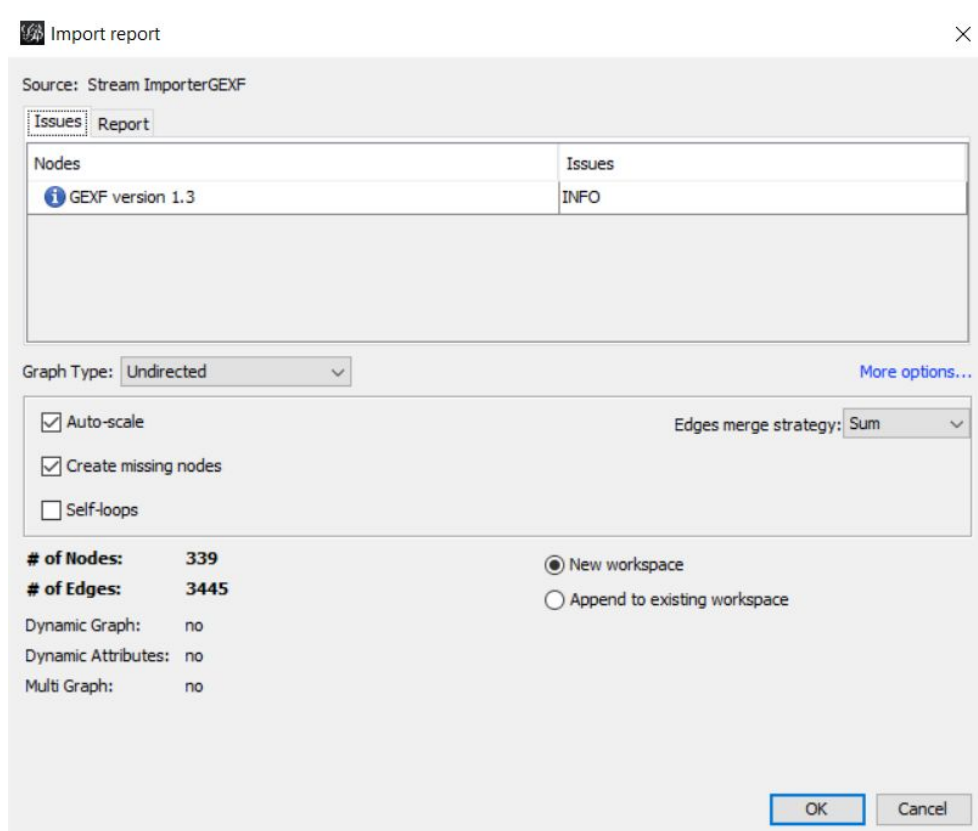 Import report
Source: Stream ImporterGEXF
Issues Report
Nodes Issues
GEXF version 1.3 INFO
Graph Type: Undirected More options...
Auto-scale Edges merge strategy: Sum
Create missing nodes
Self-loops
# of Nodes: 339 New workspace
# of Edges: 3445 Append to existing workspace
Dynamic Graph: no
Dynamic Attributes: no
Multi Graph: no
OK Cancel